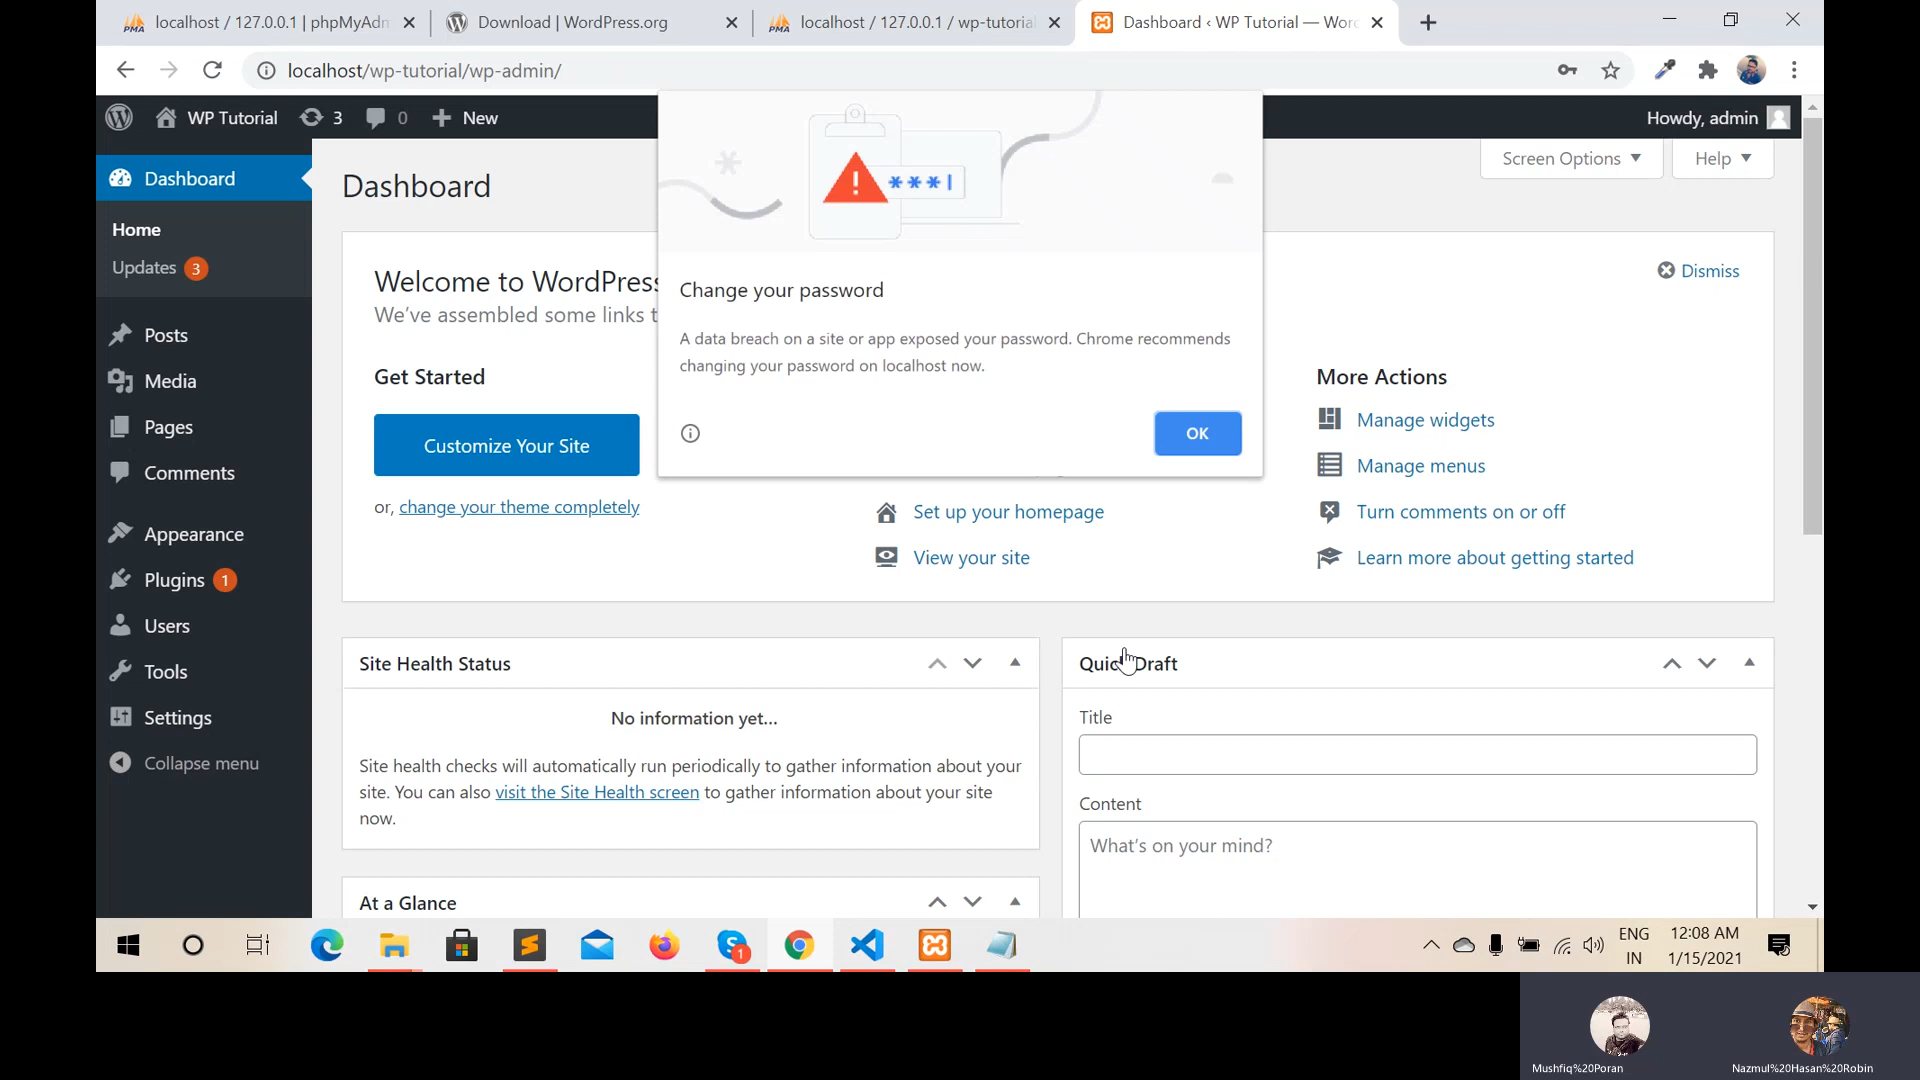 localhost / 127.0.0.1 | phpMyAdm
Download | WordPress.org
localhost / 127.0.0.1 / wp-tutorial
Dashboard ‹ WP Tutorial — Wor
localhost/wp-tutorial/wp-admin/
WP Tutorial
3
0
New
Howdy, admin
Dashboard
Home
Updates 3
Posts
Media
Pages
Comments
Appearance
Plugins 1
Users
Tools
Settings
Collapse menu
Dashboard
Screen Options
Help
Welcome to WordPress
We've assembled some links t
Dismiss
Get Started
Customize Your Site
or, change your theme completely
Change your password
A data breach on a site or app exposed your password. Chrome recommends
changing your password on localhost now.
OK
Set up your homepage
View your site
More Actions
Manage widgets
Manage menus
Turn comments on or off
Learn more about getting started
Site Health Status
No information yet...
Site health checks will automatically run periodically to gather information about your
site. You can also visit the Site Health screen to gather information about your site
now.
At a Glance
Quick Draft
Title
Content
What's on your mind?
1
ENG
IN
12:08 AM
1/15/2021
Mushfiq%20Poran
Nazmul%20Hasan%20Robin